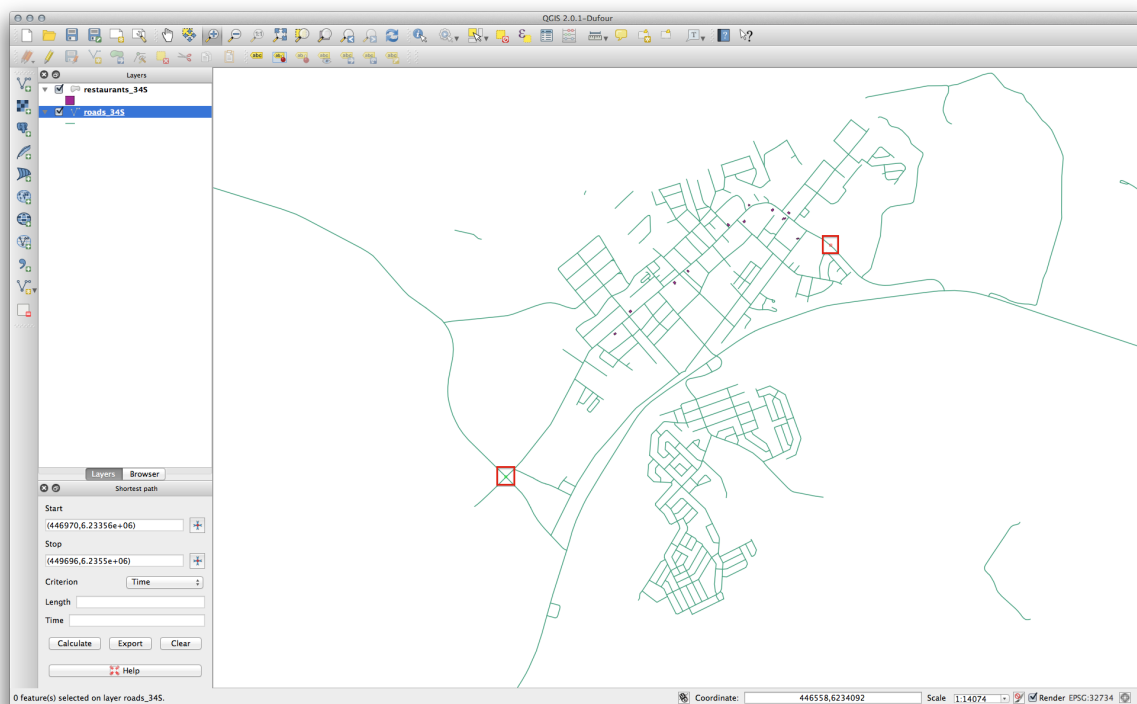 QGIS 2.0.1-Dufour
Layers
restaurants_34S
roads_34S
Layers Browser
Shortest path
Start
(446970,6.23356e+06)
Stop
(449696,6.2355e+06)
Criterion Time
Length
Time
Calculate Export Clear
Help
0 feature(s) selected on layer roads_34S.
Coordinate: 446558,6234092 Scale 1:14074 Render EPSG:32734